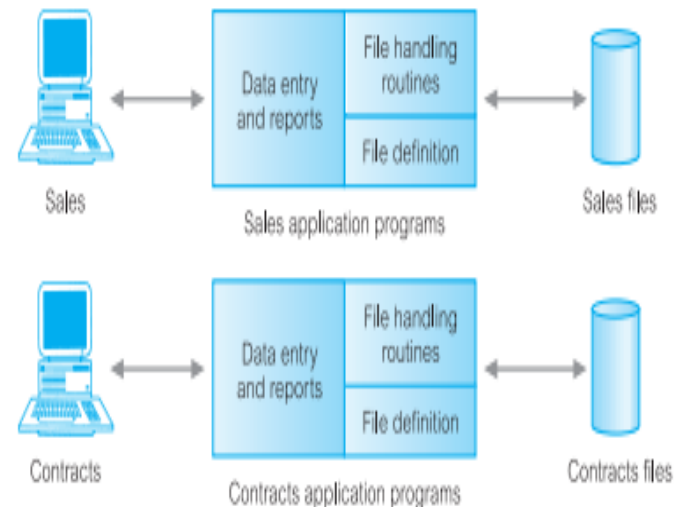 Data entry
and reports
File handling
routines
File definition
Sales
Sales application programs
Sales files
Data entry
and reports
File handling
routines
File definition
Contracts
Contracts application programs
Contracts files